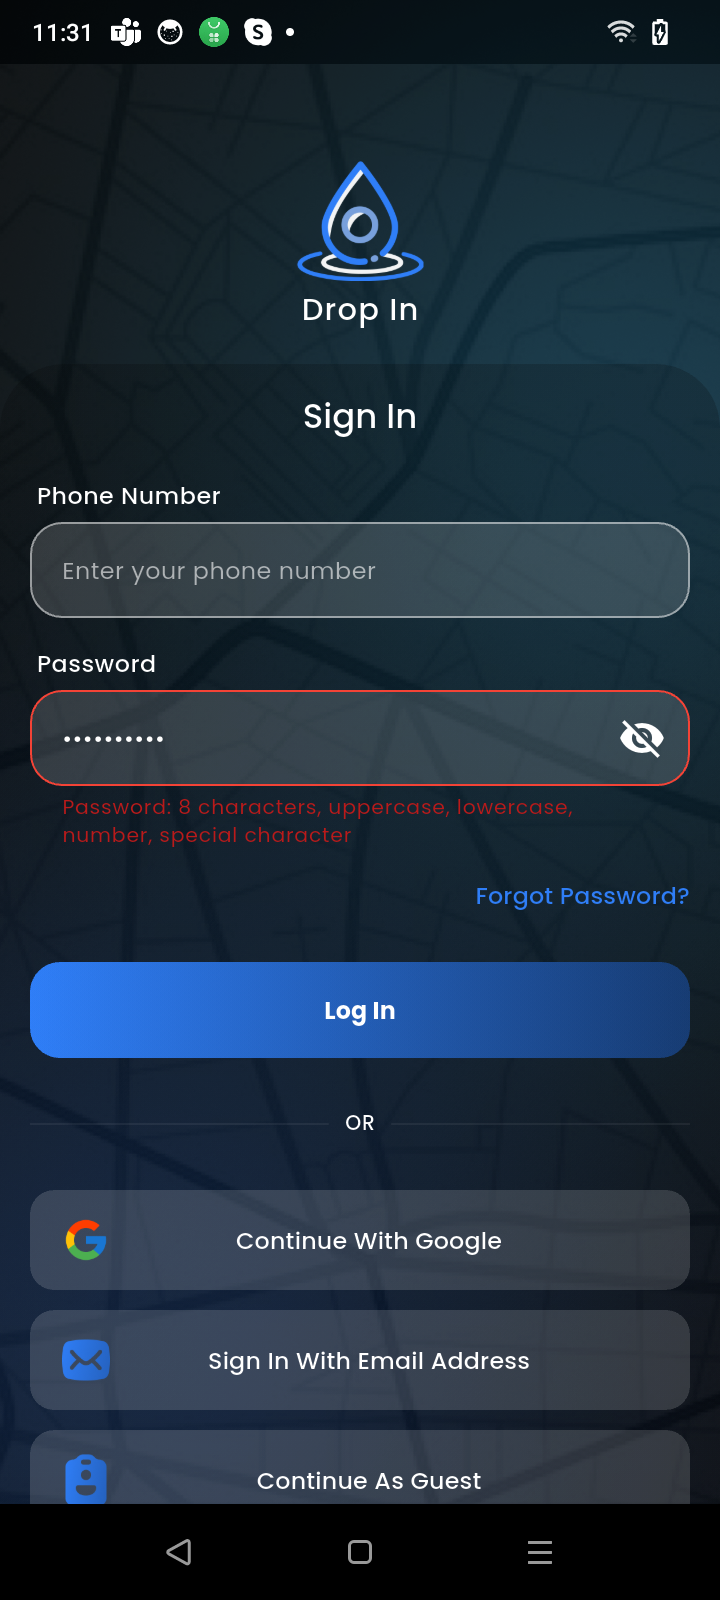 11:31
Drop In
Sign In
Phone Number
Enter your phone number
Password
••••••••••
Password: 8 characters, uppercase, lowercase,
number, special character
Forgot Password?
Log In
OR
Continue With Google
Sign In With Email Address
Continue As Guest